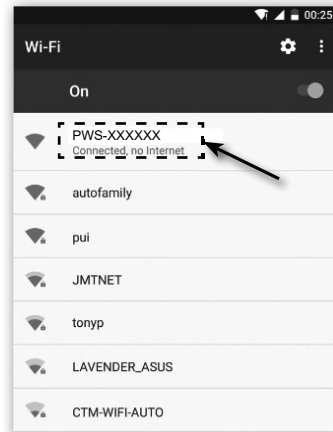 00:25
Wi-Fi
On
PWS-XXXXXX
Connected, no Internet
autofamily
pui
JMTNET
tonyp
LAVENDER_ASUS
CTM-WIFI-AUTO